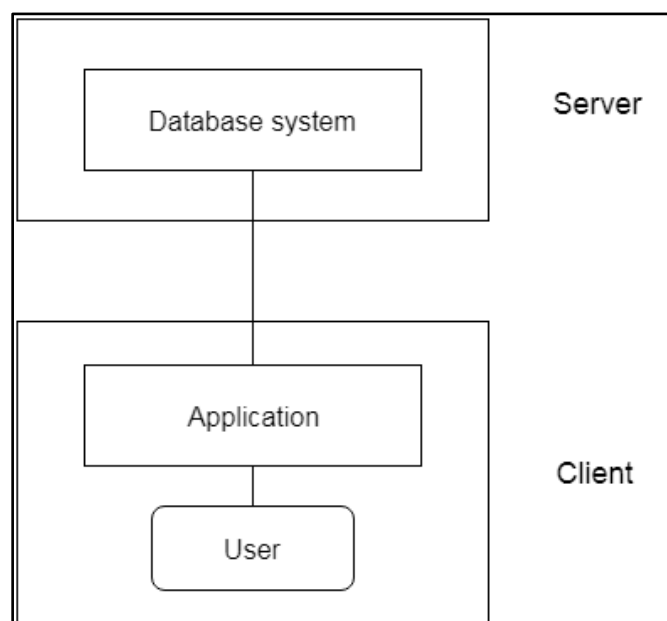 Database system
Server
Application
Client
User